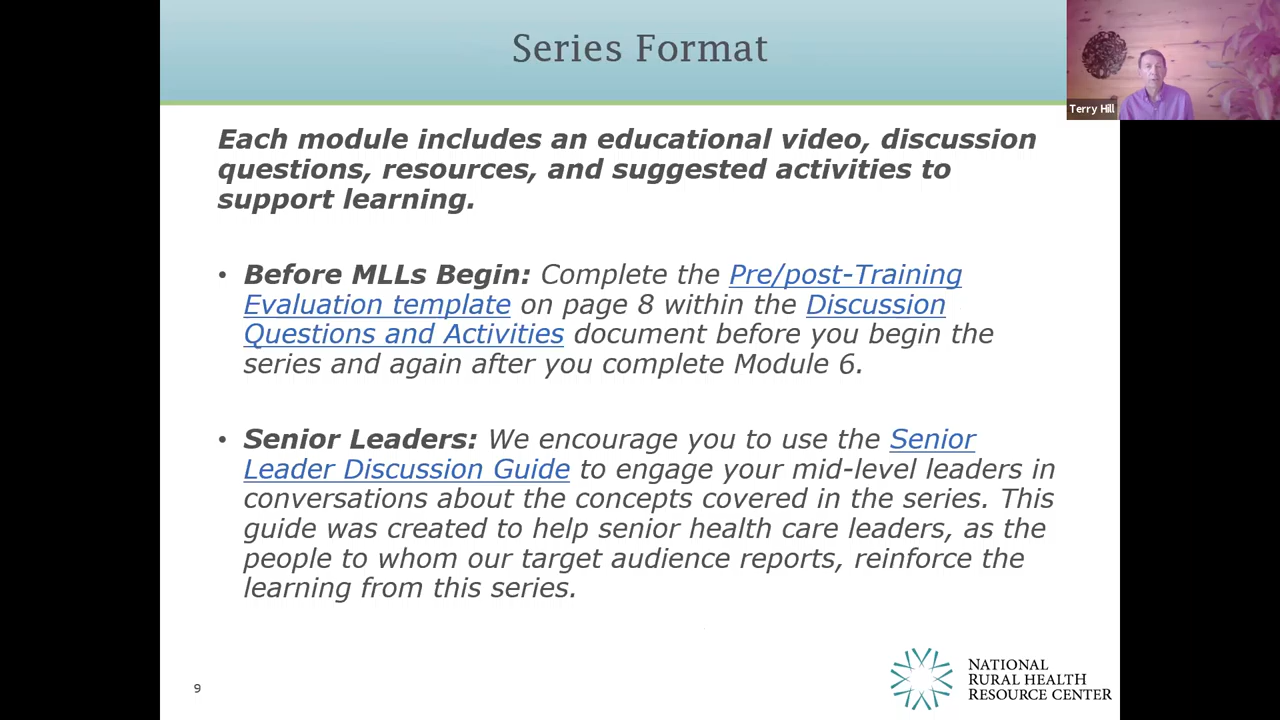 Series Format
Terry Hill
Each module includes an educational video, discussion
questions, resources, and suggested activities to
support learning.
• Before MLLs Begin: Complete the Pre/post-Training
Evaluation template on page 8 within the Discussion
Questions and Activities document before you begin the
series and again after you complete Module 6.
• Senior Leaders: We encourage you to use the Senior
Leader Discussion Guide to engage your mid-level leaders in
conversations about the concepts covered in the series. This
guide was created to help senior health care leaders, as the
people to whom our target audience reports, reinforce the
learning from this series.
9
NATIONAL
RURAL HEALTH
RESOURCE CENTER